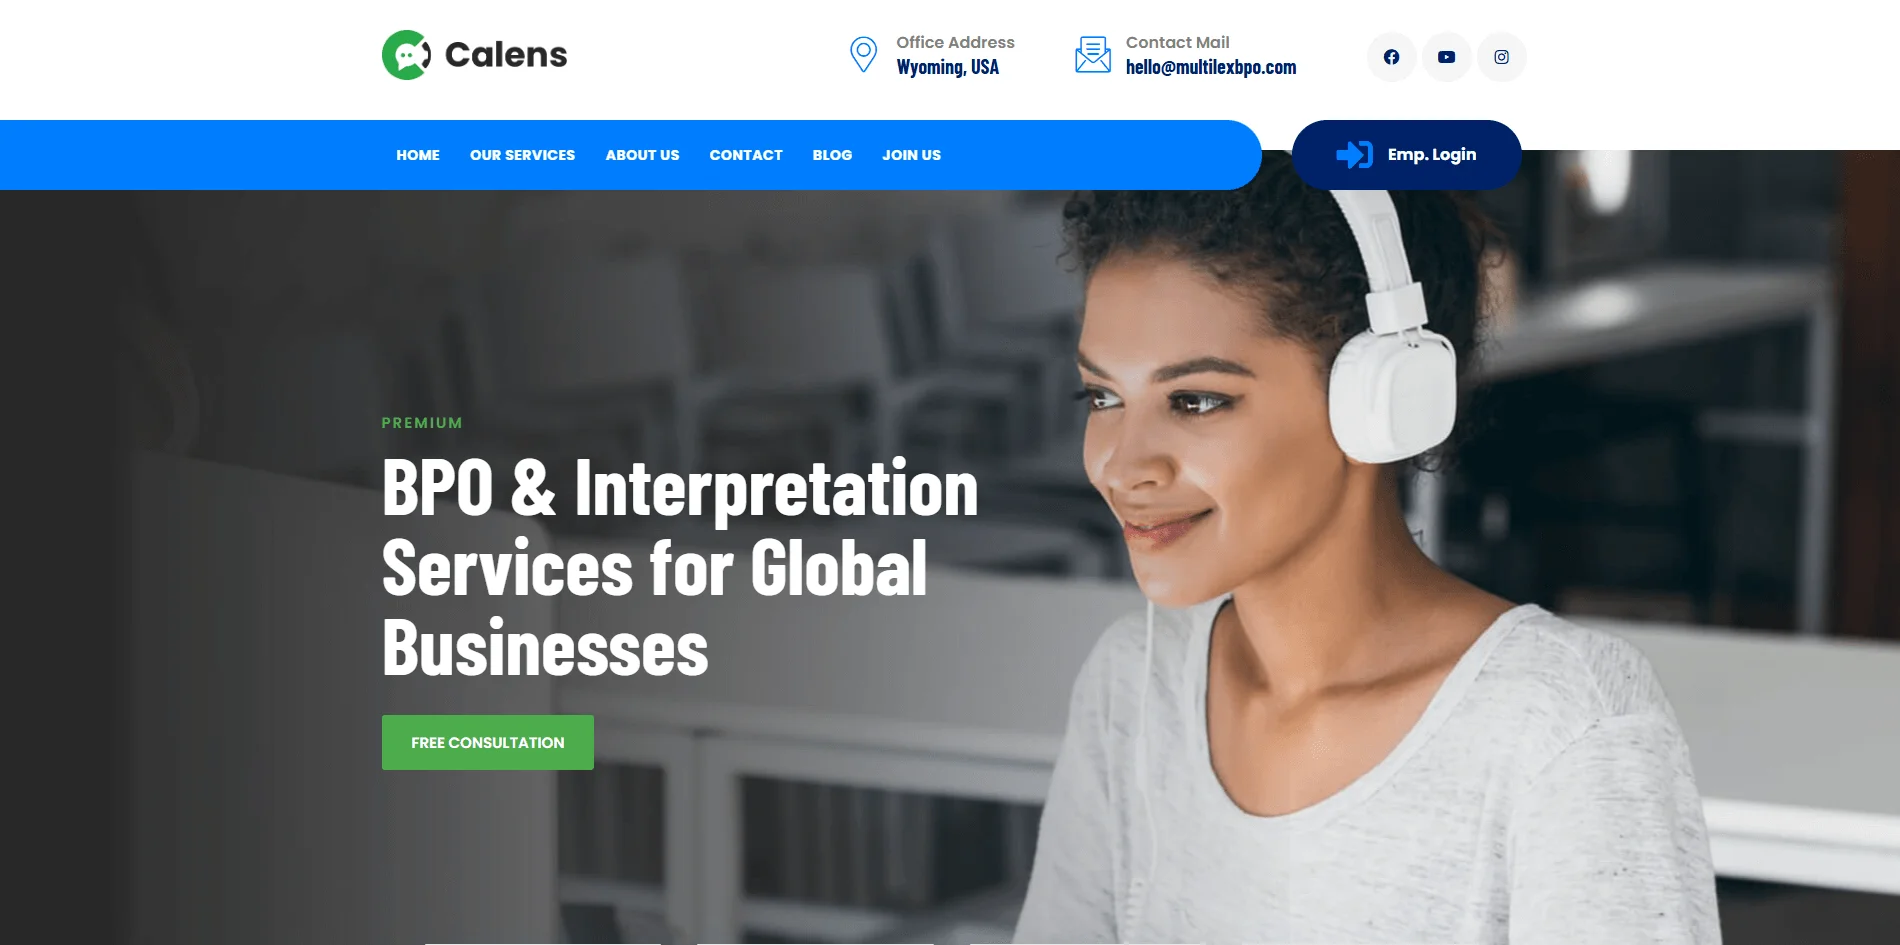 Calens
Office Address
Wyoming, USA
Contact Mail
hello@multilexbpo.com
HOME
OUR SERVICES
ABOUT US
CONTACT
BLOG
JOIN US
Emp. Login
PREMIUM
BPO & Interpretation
Services for Global
Businesses
FREE CONSULTATION